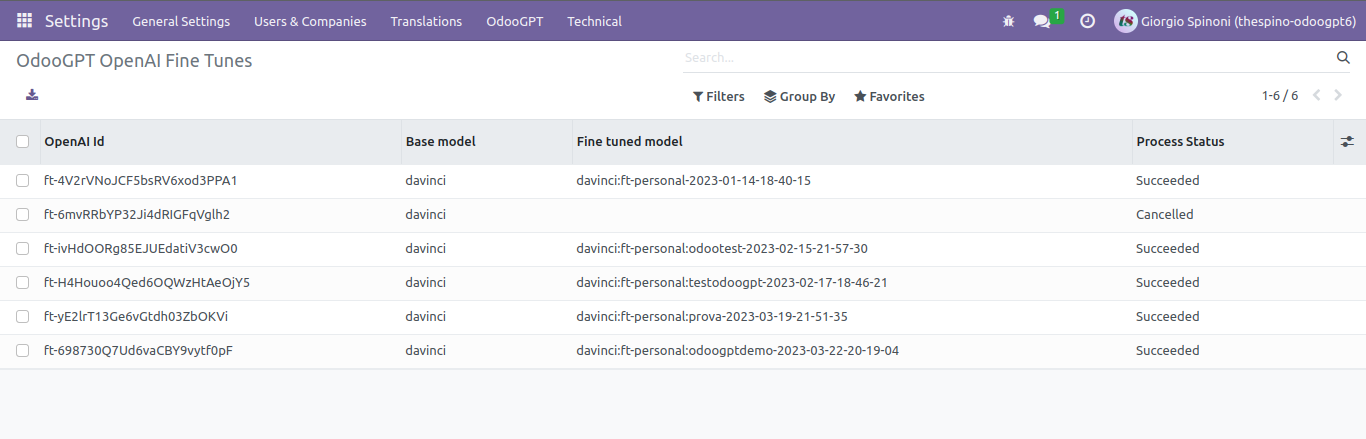 Settings General Settings Users & Companies Translations OdooGPT Technical 1 Giorgio Spinoni (thespino-odoogpt6)
OdooGPT OpenAI Fine Tunes Search...
Filters Group By Favorites 1-6 / 6
OpenAI Id Base model Fine tuned model Process Status
ft-4V2rVNoJCF5bsRV6xod3PPA1 davinci davinci:ft-personal-2023-01-14-18-40-15 Succeeded
ft-6mvRRbYP32Ji4dRIGFqVglh2 davinci Cancelled
ft-ivHdOORg85EJUEdatiV3cwO0 davinci davinci:ft-personal:odootest-2023-02-15-21-57-30 Succeeded
ft-H4Houoo4Qed6OQWzHtAeOjY5 davinci davinci:ft-personal:testodoogpt-2023-02-17-18-46-21 Succeeded
ft-yE2lrT13Ge6vGtdh03ZbOKVi davinci davinci:ft-personal:prova-2023-03-19-21-51-35 Succeeded
ft-698730Q7Ud6vaCBY9vytf0pF davinci davinci:ft-personal:odoogptdemo-2023-03-22-20-19-04 Succeeded